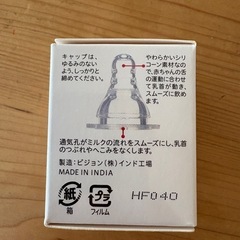 キャップは、
ゆるみのない
よう、しっかりと
締めてください。
やわらかいシリ
コーン素材なの
で、赤ちゃんの舌
の運動に合わせ
て乳首が動き、
スムーズに飲め
ます。
通気孔がミルクの流れをスムーズにし、乳首
のつぶれやへこみをなくします。
製造：ピジョン（株）インド工場
MADE IN INDIA
紙
箱
プラ
フィルム
HF040